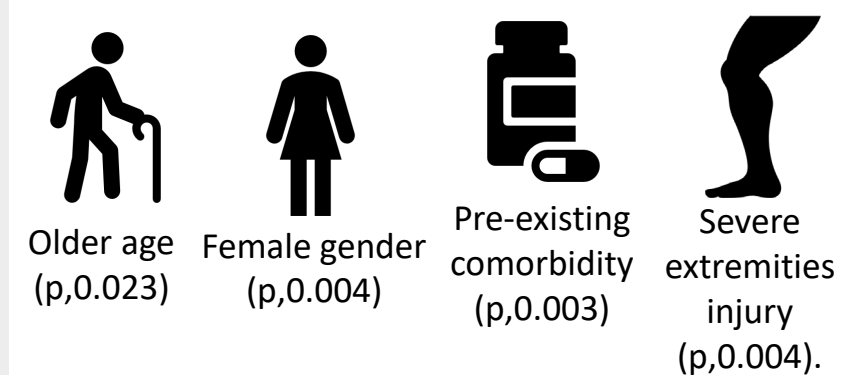 Older age
(p,0.023)
Female gender
(p,0.004)
Pre-existing
comorbidity
(p,0.003)
Severe
extremities
injury
(p,0.004).